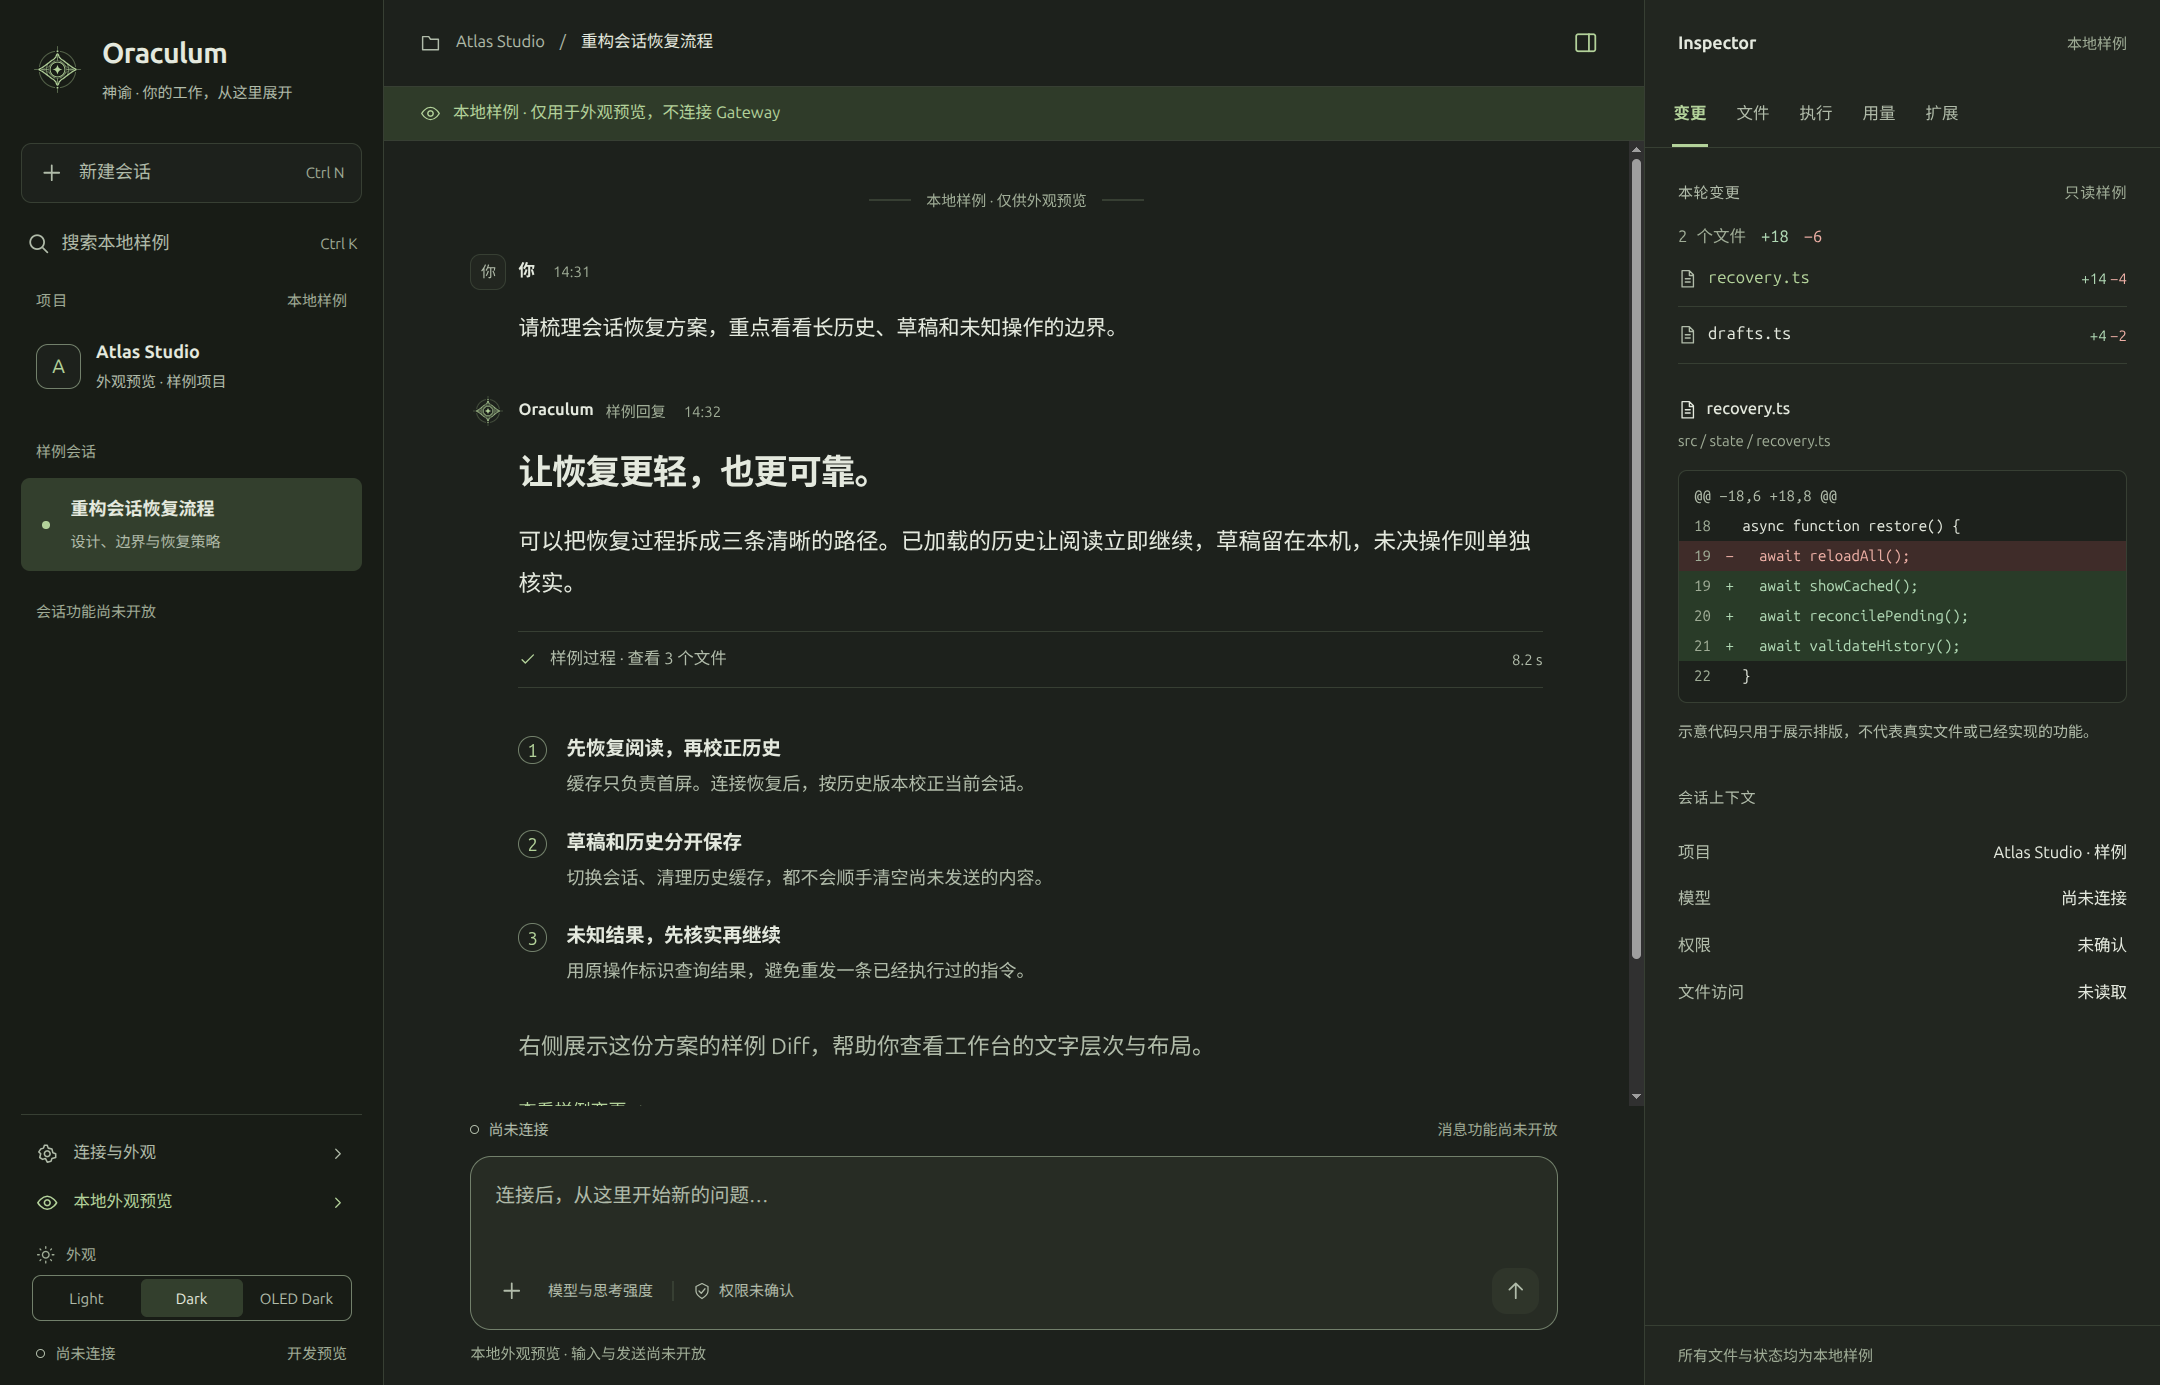 Oraculum
神谕 · 你的工作，从这里展开
新建会话 Ctrl N
搜索本地样例 Ctrl K
项目 本地样例
A
Atlas Studio
外观预览 · 样例项目
样例会话
重构会话恢复流程
设计、边界与恢复策略
会话功能尚未开放
连接与外观
本地外观预览
外观
Light Dark OLED Dark
尚未连接 开发预览
Atlas Studio / 重构会话恢复流程
本地样例 · 仅用于外观预览，不连接 Gateway
本地样例 · 仅供外观预览
你 你 14:31
请梳理会话恢复方案，重点看看长历史、草稿和未知操作的边界。
Oraculum 样例回复 14:32
让恢复更轻，也更可靠。
可以把恢复过程拆成三条清晰的路径。已加载的历史让阅读立即继续，草稿留在本机，未决操作则单独
核实。
样例过程 · 查看 3 个文件 8.2 s
1 先恢复阅读，再校正历史
缓存只负责首屏。连接恢复后，按历史版本校正当前会话。
2 草稿和历史分开保存
切换会话、清理历史缓存，都不会顺手清空尚未发送的内容。
3 未知结果，先核实再继续
用原操作标识查询结果，避免重发一条已经执行过的指令。
右侧展示这份方案的样例 Diff，帮助你查看工作台的文字层次与布局。
尚未连接 消息功能尚未开放
连接后，从这里开始新的问题…
模型与思考强度 权限未确认
本地外观预览 · 输入与发送尚未开放
Inspector 本地样例
变更 文件 执行 用量 扩展
本轮变更 只读样例
2 个文件 +18 −6
recovery.ts +14 −4
drafts.ts +4 −2
recovery.ts
src / state / recovery.ts
@@ −18,6 +18,8 @@
18 async function restore() {
19 − await reloadAll();
19 + await showCached();
20 + await reconcilePending();
21 + await validateHistory();
22 }
示意代码只用于展示排版，不代表真实文件或已经实现的功能。
会话上下文
项目 Atlas Studio · 样例
模型 尚未连接
权限 未确认
文件访问 未读取
所有文件与状态均为本地样例